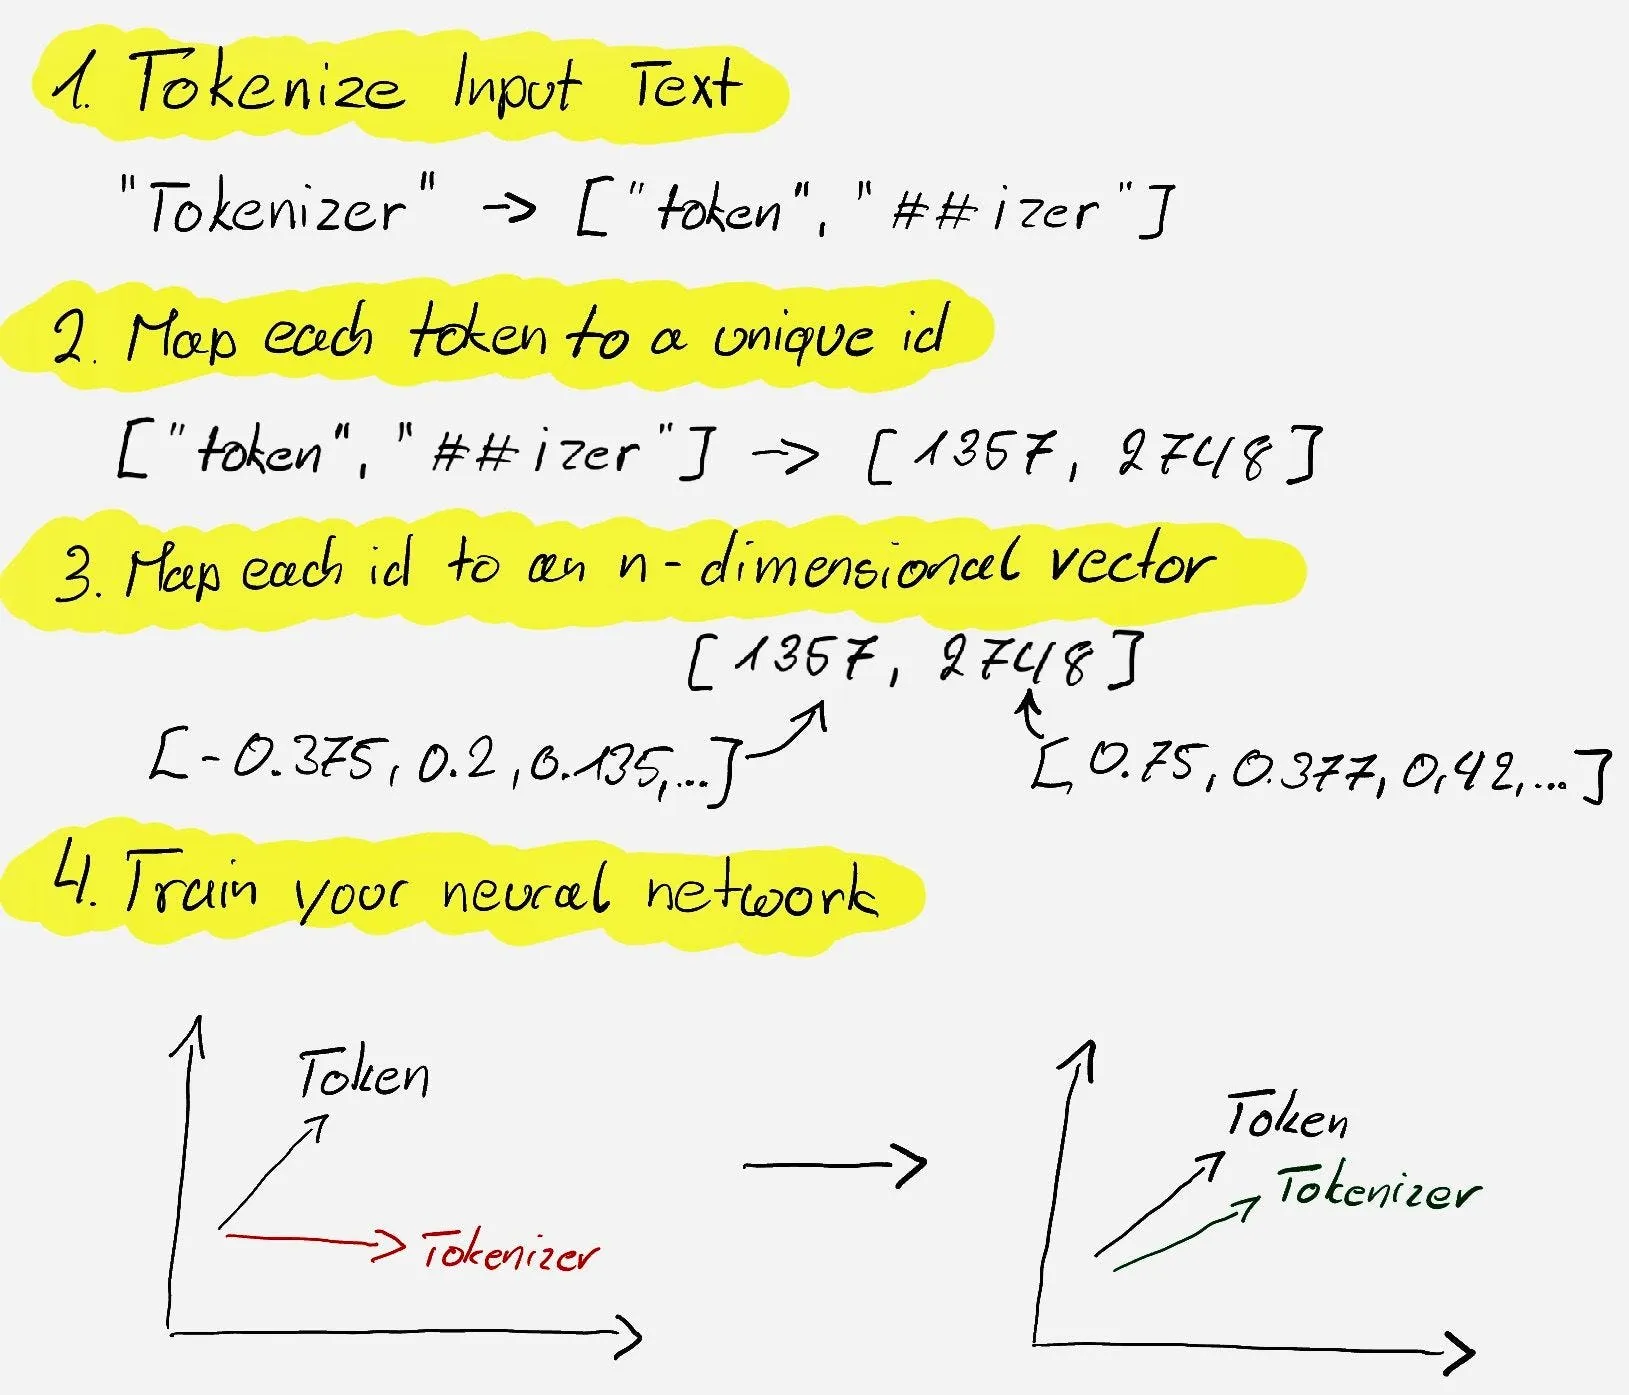 1. Tokenize Input Text
"Tokenizer" -> ["token", "##izer"]
2. Map each token to a unique id
["token", "##izer"] -> [1357, 2748]
3. Map each id to an n-dimensional vector
[1357, 2748]
[-0.375, 0.2, 0.135,...] [0.75, 0.377, 0,42,...]
4. Train your neural network
Token
Tokenizer
Token
Tokenizer